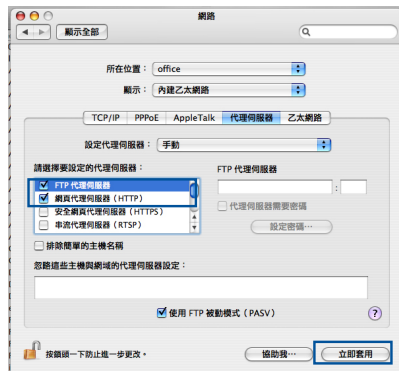 網路
顯示全部
所在位置： office
顯示： 內建乙太網路
TCP/IP PPPoE AppleTalk 代理伺服器 乙太網路
設定代理伺服器： 手動
請選擇要設定的代理伺服器：
FTP 代理伺服器
網頁代理伺服器（HTTP）
安全網頁代理伺服器（HTTPS）
串流代理伺服器（RTSP）
FTP 代理伺服器
:
代理伺服器需要密碼
設定密碼…
排除簡單的主機名稱
忽略這些主機與網域的代理伺服器設定：
使用 FTP 被動模式（PASV）
?
按鎖頭一下防止進一步更改。
協助我…
立即套用